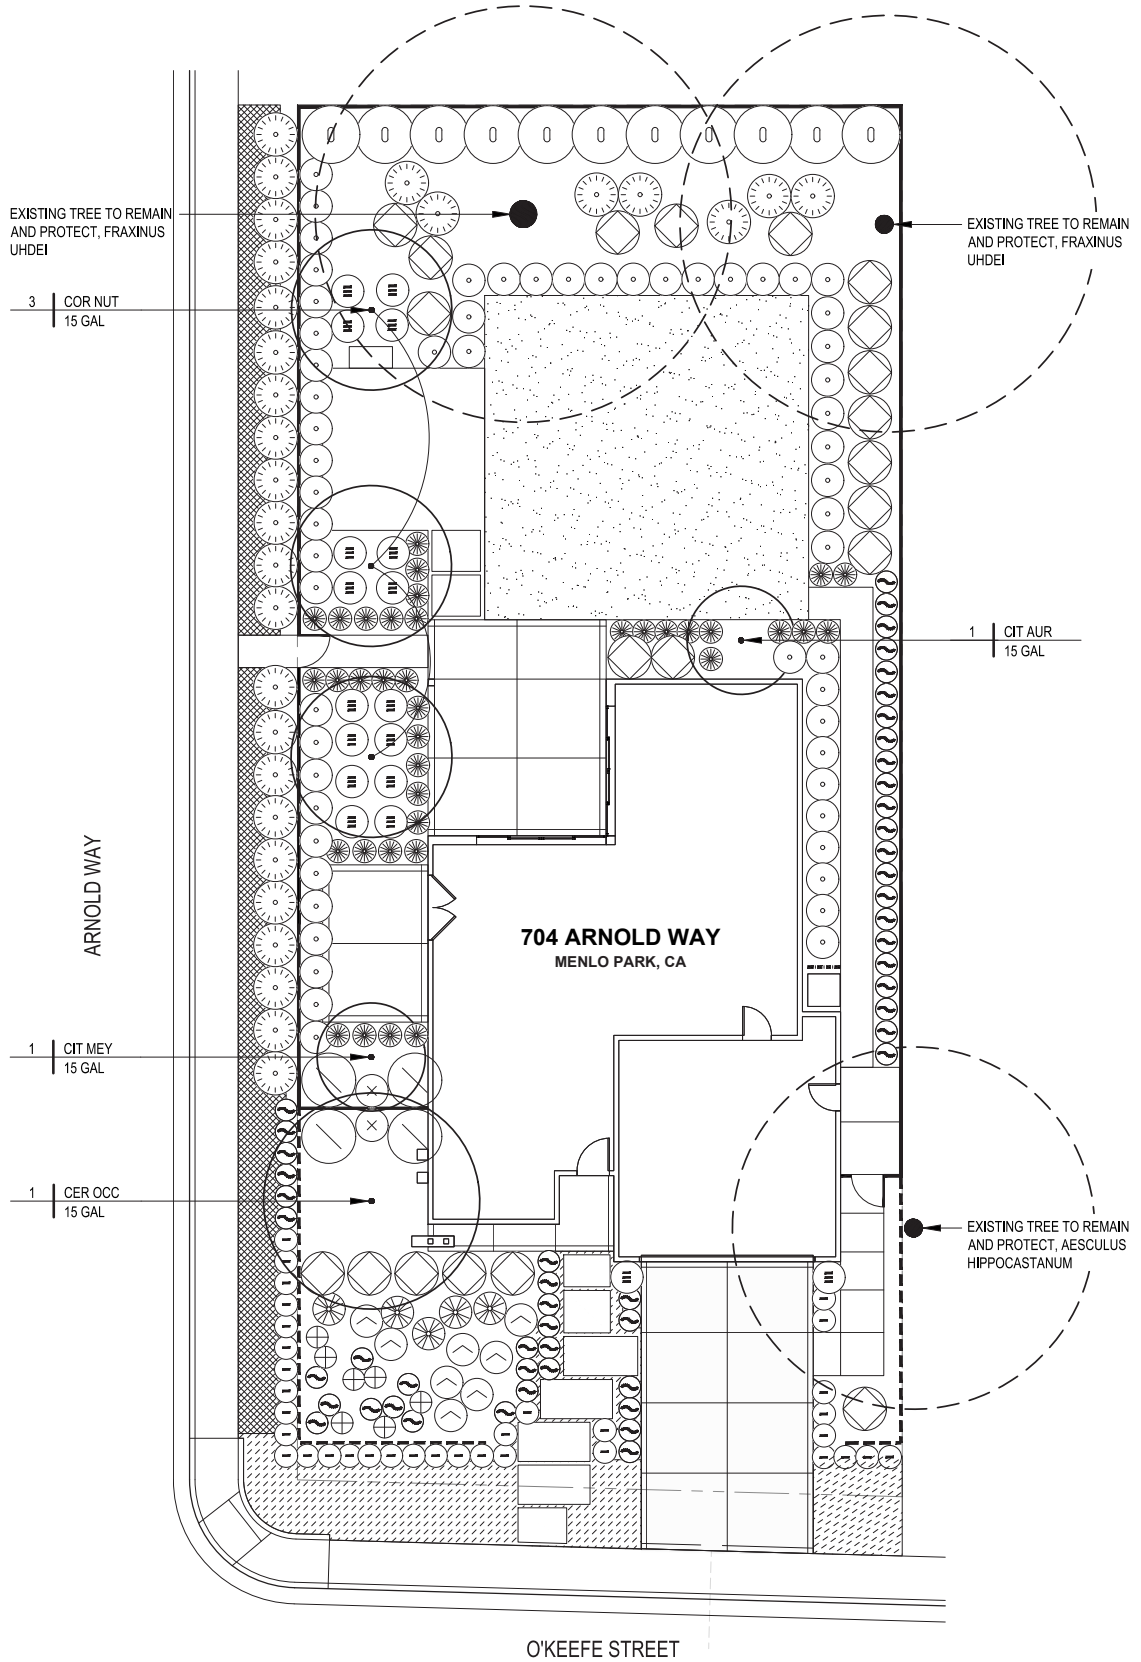 EXISTING TREE TO REMAIN
AND PROTECT, FRAXINUS
UHDEI
EXISTING TREE TO REMAIN
AND PROTECT, FRAXINUS
UHDEI
3 COR NUT
15 GAL
1 CIT AUR
15 GAL
ARNOLD WAY
704 ARNOLD WAY
MENLO PARK, CA
1 CIT MEY
15 GAL
1 CER OCC
15 GAL
EXISTING TREE TO REMAIN
AND PROTECT, AESCULUS
HIPPOCASTANUM
O'KEEFE STREET